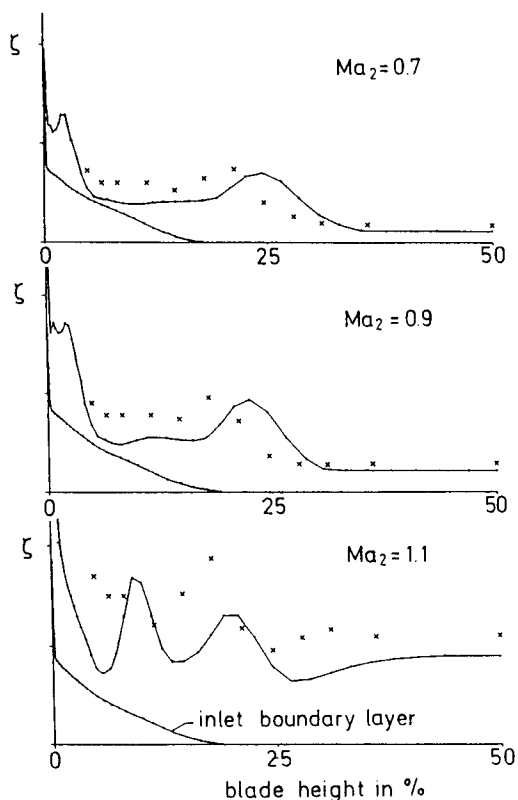 ζ
Ma₂ = 0.7
0 25 50
ζ
Ma₂ = 0.9
0 25 50
ζ
Ma₂ = 1.1
inlet boundary layer
0 25 50
blade height in %